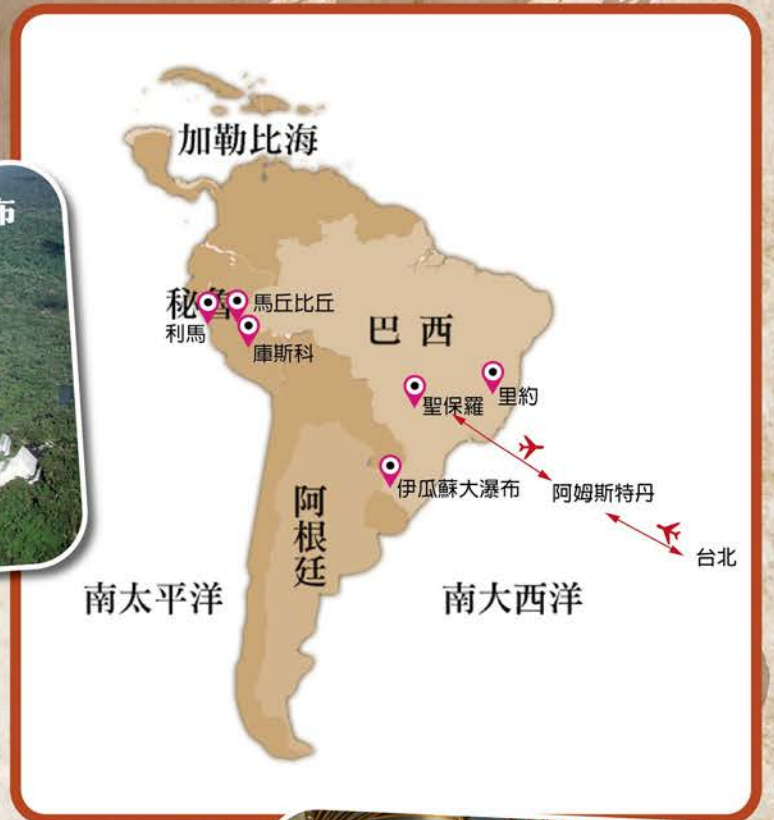 加勒比海
布
秘魯
馬丘比丘
利馬
庫斯科
巴西
里約
聖保羅
伊瓜蘇大瀑布
阿姆斯特丹
阿根廷
台北
南太平洋
南大西洋